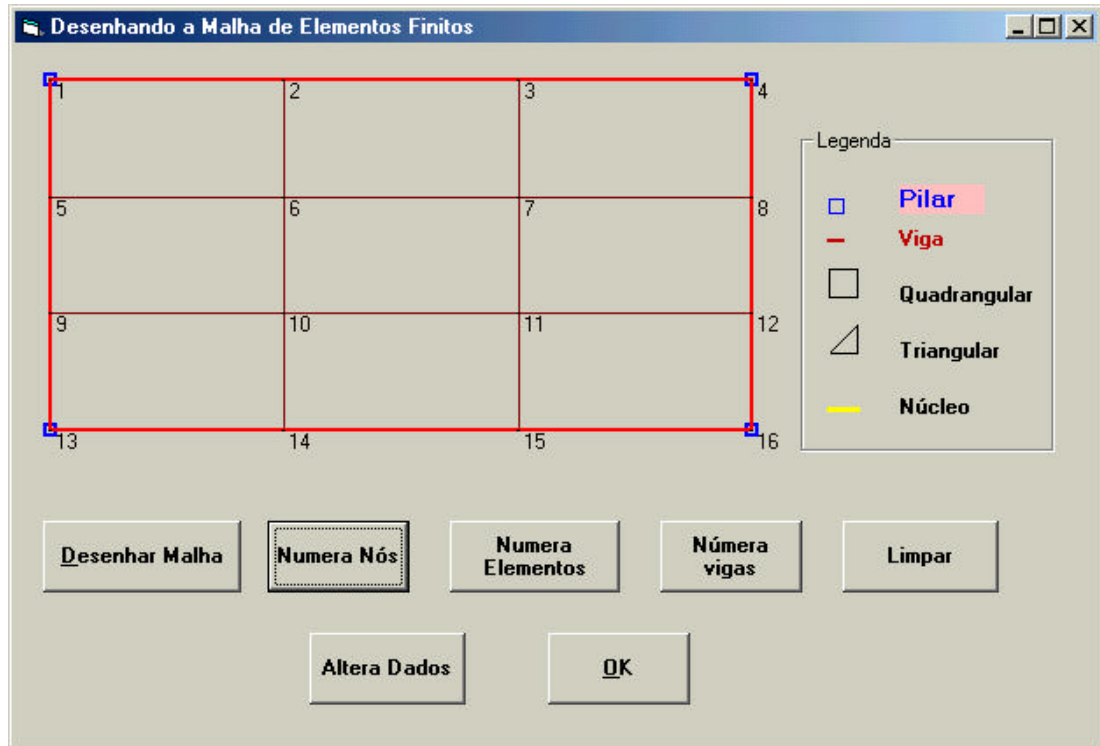 Desenhando a Malha de Elementos Finitos
1 2 3 4
5 6 7 8
9 10 11 12
13 14 15 16
Legenda
Pilar
Viga
Quadrangular
Triangular
Núcleo
Desenhar Malha
Numera Nós
Numera
Elementos
Número
vigas
Limpar
Altera Dados
OK